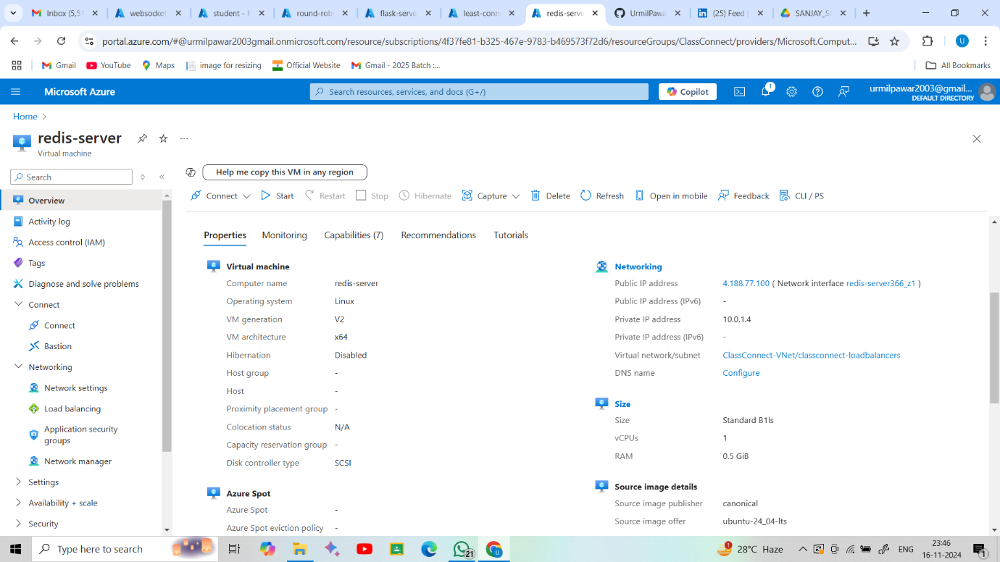 Inbox (5,51
websocket
student - M
round-rob
flask-serve
least-conn
redis-serve
UrmilPawa
(25) Feed
SANJAY_SA
portal.azure.com/#@urmilpawar2003gmail.onmicrosoft.com/resource/subscriptions/4f37fe81-b325-467e-9783-b469573f72d6/resourceGroups/ClassConnect/providers/Microsoft.Comput...
U
Gmail
YouTube
Maps
image for resizing
Official Website
Gmail - 2025 Batch :...
All Bookmarks
Microsoft Azure
Search resources, services, and docs (G+/)
Copilot
1
urmilpawar2003@gmail...
DEFAULT DIRECTORY
Home
redis-server
Virtual machine
Search
Help me copy this VM in any region
Connect
Start
Restart
Stop
Hibernate
Capture
Delete
Refresh
Open in mobile
Feedback
CLI / PS
Overview
Activity log
Access control (IAM)
Tags
Diagnose and solve problems
Connect
Connect
Bastion
Networking
Network settings
Load balancing
Application security
groups
Network manager
Settings
Availability + scale
Security
Properties
Monitoring
Capabilities (7)
Recommendations
Tutorials
Virtual machine
Computer name redis-server
Operating system Linux
VM generation V2
VM architecture x64
Hibernation Disabled
Host group -
Host -
Proximity placement group -
Colocation status N/A
Capacity reservation group -
Disk controller type SCSI
Azure Spot
Azure Spot -
Azure Spot eviction policy -
Networking
Public IP address 4.188.77.100 ( Network interface redis-server366_z1 )
Public IP address (IPv6) -
Private IP address 10.0.1.4
Private IP address (IPv6) -
Virtual network/subnet ClassConnect-VNet/classconnect-loadbalancers
DNS name Configure
Size
Size Standard B1ls
vCPUs 1
RAM 0.5 GiB
Source image details
Source image publisher canonical
Source image offer ubuntu-24_04-lts
Type here to search
21
U
1
28°C Haze
ENG
23:46
16-11-2024
1